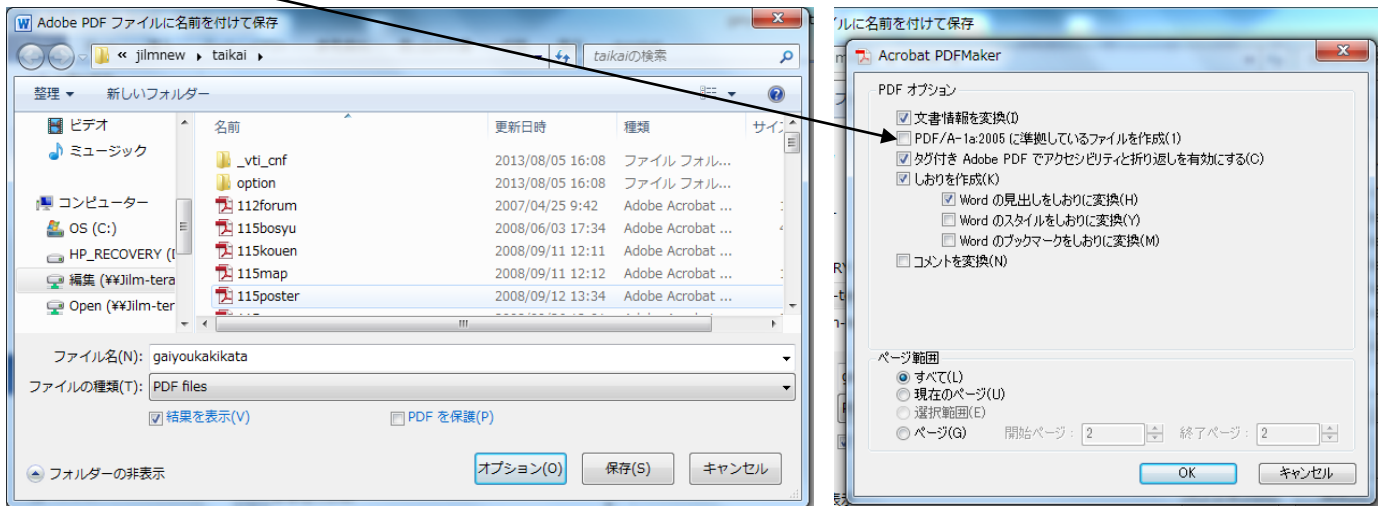 Adobe PDF ファイルに名前を付けて保存
« jilmnew ▸ taikai ▸
taikaiの検索
整理 ▼ 新しいフォルダー
ビデオ
ミュージック
コンピューター
OS (C:)
HP_RECOVERY (
編集 (¥¥Jilm-tera
Open (¥¥Jilm-ter
名前 更新日時 種類 サイ
_vti_cnf 2013/08/05 16:08 ファイル フォル...
option 2013/08/05 16:08 ファイル フォル...
112forum 2007/04/25 9:42 Adobe Acrobat ...
115bosyu 2008/06/03 17:34 Adobe Acrobat ...
115kouen 2008/09/11 12:11 Adobe Acrobat ...
115map 2008/09/11 12:12 Adobe Acrobat ...
115poster 2008/09/12 13:34 Adobe Acrobat ...
ファイル名(N): gaiyoukakikata
ファイルの種類(T): PDF files
結果を表示(V) PDF を保護(P)
フォルダーの非表示 オプション(O) 保存(S) キャンセル
ルに名前を付けて保存
Acrobat PDFMaker
PDF オプション
文書情報を変換(I)
PDF/A-1a:2005 に準拠しているファイルを作成(1)
タグ付き Adobe PDF でアクセシビリティと折り返しを有効にする(C)
しおりを作成(K)
Word の見出しをしおりに変換(H)
Word のスタイルをしおりに変換(Y)
Word のブックマークをしおりに変換(M)
コメントを変換(N)
ページ範囲
すべて(L)
現在のページ(U)
選択範囲(E)
ページ(G) 開始ページ : 2 終了ページ : 2
OK キャンセル